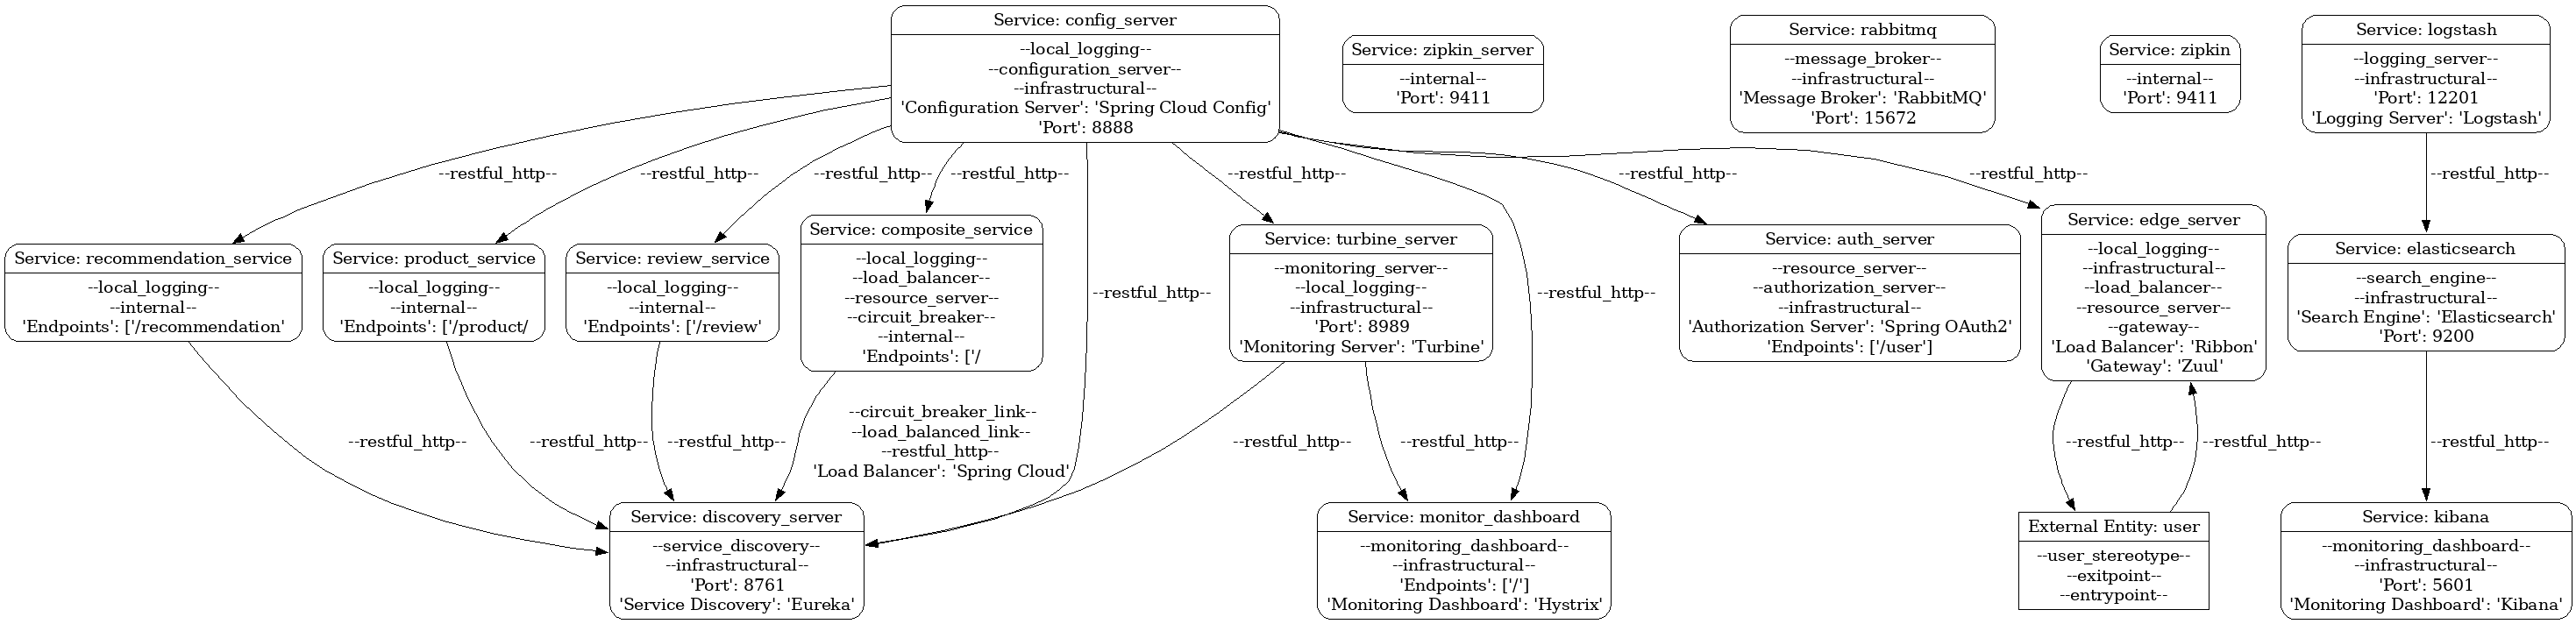 Service: config_server
--local_logging--
--configuration_server--
--infrastructural--
'Configuration Server': 'Spring Cloud Config'
'Port': 8888
Service: zipkin_server
--internal--
'Port': 9411
Service: rabbitmq
--message_broker--
--infrastructural--
'Message Broker': 'RabbitMQ'
'Port': 15672
Service: zipkin
--internal--
'Port': 9411
Service: logstash
--logging_server--
--infrastructural--
'Port': 12201
'Logging Server': 'Logstash'
--restful_http--
--restful_http--
--restful_http--
--restful_http--
--restful_http--
--restful_http--
--restful_http--
--restful_http--
Service: recommendation_service
--local_logging--
--internal--
'Endpoints': ['/recommendation'
Service: product_service
--local_logging--
--internal--
'Endpoints': ['/product/
Service: review_service
--local_logging--
--internal--
'Endpoints': ['/review'
Service: composite_service
--local_logging--
--load_balancer--
--resource_server--
--circuit_breaker--
--internal--
'Endpoints': ['/
--restful_http--
Service: turbine_server
--monitoring_server--
--local_logging--
--infrastructural--
'Port': 8989
'Monitoring Server': 'Turbine'
--restful_http--
Service: auth_server
--resource_server--
--authorization_server--
--infrastructural--
'Authorization Server': 'Spring OAuth2'
'Endpoints': ['/user']
Service: edge_server
--local_logging--
--infrastructural--
--load_balancer--
--resource_server--
--gateway--
'Load Balancer': 'Ribbon'
'Gateway': 'Zuul'
Service: elasticsearch
--search_engine--
--infrastructural--
'Search Engine': 'Elasticsearch'
'Port': 9200
--restful_http--
--restful_http--
--restful_http--
--circuit_breaker_link--
--load_balanced_link--
--restful_http--
'Load Balancer': 'Spring Cloud'
--restful_http--
--restful_http--
--restful_http--
--restful_http--
--restful_http--
Service: discovery_server
--service_discovery--
--infrastructural--
'Port': 8761
'Service Discovery': 'Eureka'
Service: monitor_dashboard
--monitoring_dashboard--
--infrastructural--
'Endpoints': ['/']
'Monitoring Dashboard': 'Hystrix'
External Entity: user
--user_stereotype--
--exitpoint--
--entrypoint--
Service: kibana
--monitoring_dashboard--
--infrastructural--
'Port': 5601
'Monitoring Dashboard': 'Kibana'